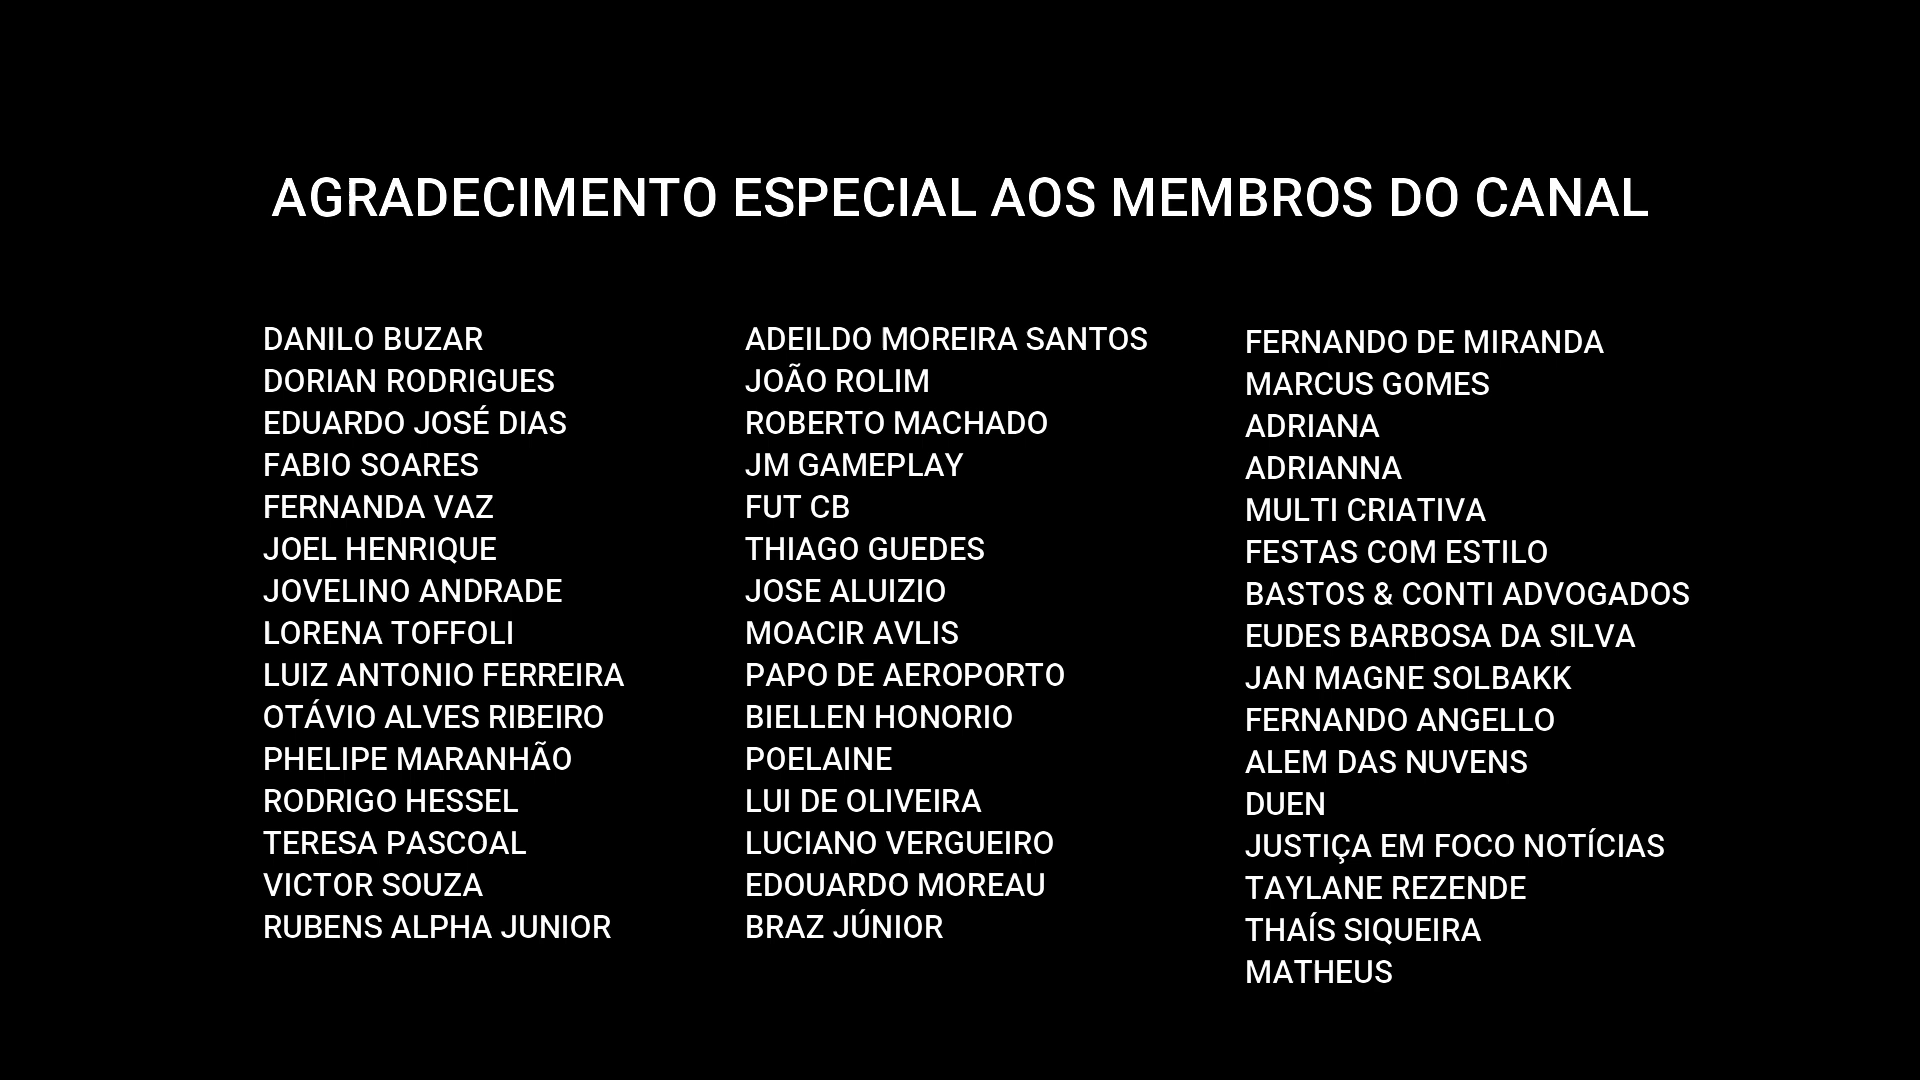 AGRADECIMENTO ESPECIAL AOS MEMBROS DO CANAL
DANILO BUZAR
DORIAN RODRIGUES
EDUARDO JOSÉ DIAS
FABIO SOARES
FERNANDA VAZ
JOEL HENRIQUE
JOVELINO ANDRADE
LORENA TOFFOLI
LUIZ ANTONIO FERREIRA
OTÁVIO ALVES RIBEIRO
PHELIPE MARANHÃO
RODRIGO HESSEL
TERESA PASCOAL
VICTOR SOUZA
RUBENS ALPHA JUNIOR
ADEILDO MOREIRA SANTOS
JOÃO ROLIM
ROBERTO MACHADO
JM GAMEPLAY
FUT CB
THIAGO GUEDES
JOSE ALUIZIO
MOACIR AVLIS
PAPO DE AEROPORTO
BIELLEN HONORIO
POELAINE
LUI DE OLIVEIRA
LUCIANO VERGUEIRO
EDOUARDO MOREAU
BRAZ JÚNIOR
FERNANDO DE MIRANDA
MARCUS GOMES
ADRIANA
ADRIANNA
MULTI CRIATIVA
FESTAS COM ESTILO
BASTOS & CONTI ADVOGADOS
EUDES BARBOSA DA SILVA
JAN MAGNE SOLBAKK
FERNANDO ANGELLO
ALEM DAS NUVENS
DUEN
JUSTIÇA EM FOCO NOTÍCIAS
TAYLANE REZENDE
THAÍS SIQUEIRA
MATHEUS